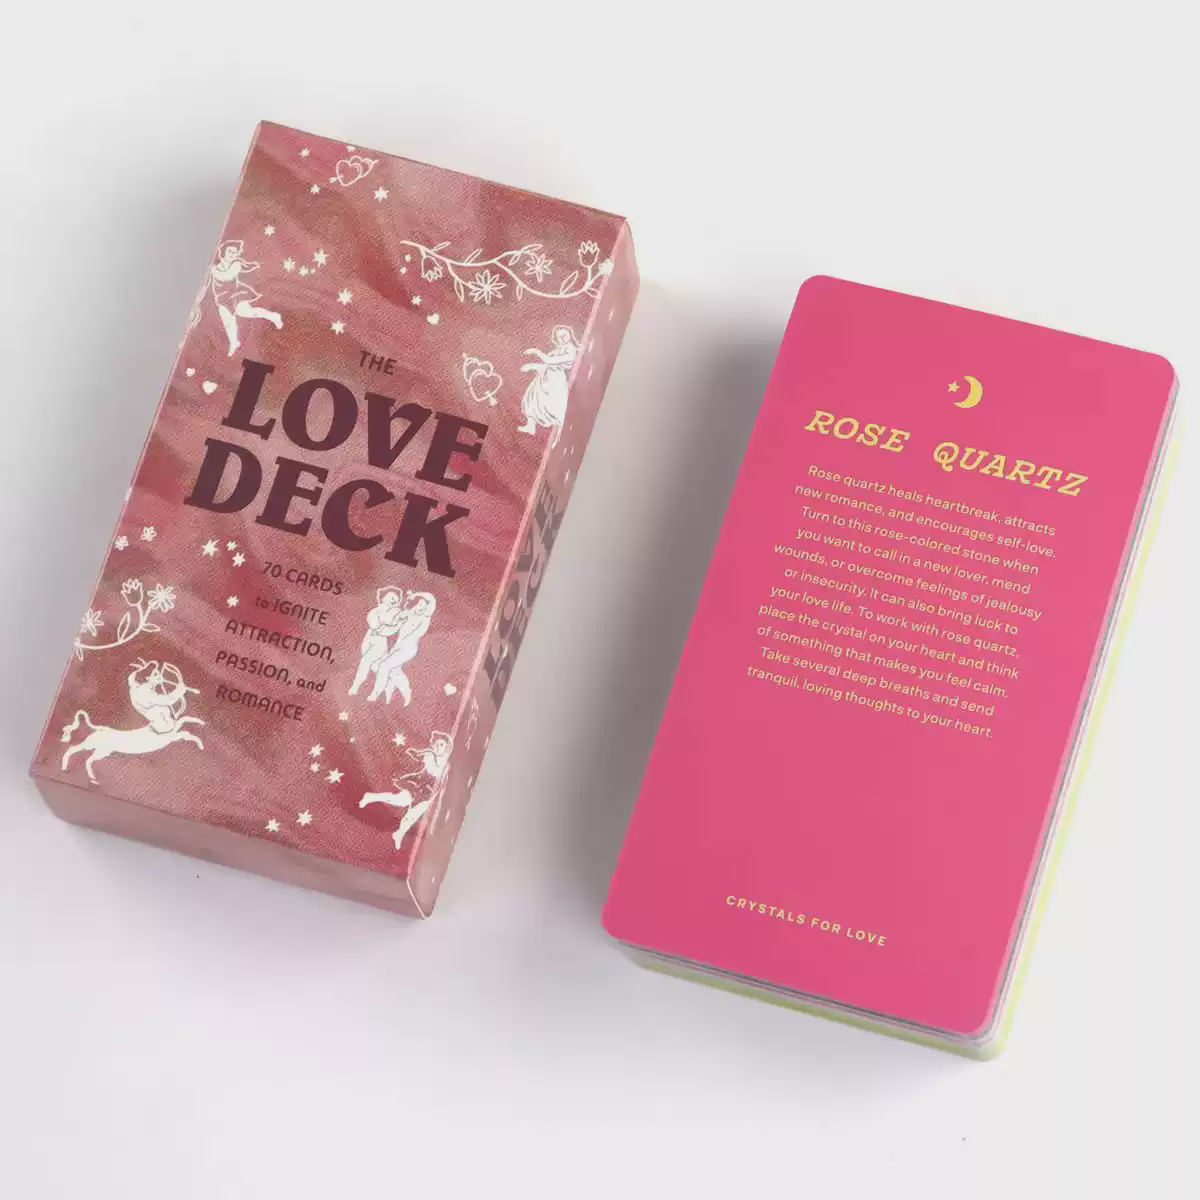 THE
LOVE
DECK
70 CARDS
to IGNITE
ATTRACTION,
PASSION, and
ROMANCE
LOVE
DECK
ROSE QUARTZ
Rose quartz heals heartbreak, attracts
new romance, and encourages self-love.
Turn to this rose-colored stone when
you want to call in a new lover, mend
wounds, or overcome feelings of jealousy
or insecurity. It can also bring luck to
your love life. To work with rose quartz,
place the crystal on your heart and think
of something that makes you feel calm.
Take several deep breaths and send
tranquil, loving thoughts to your heart.
CRYSTALS FOR LOVE